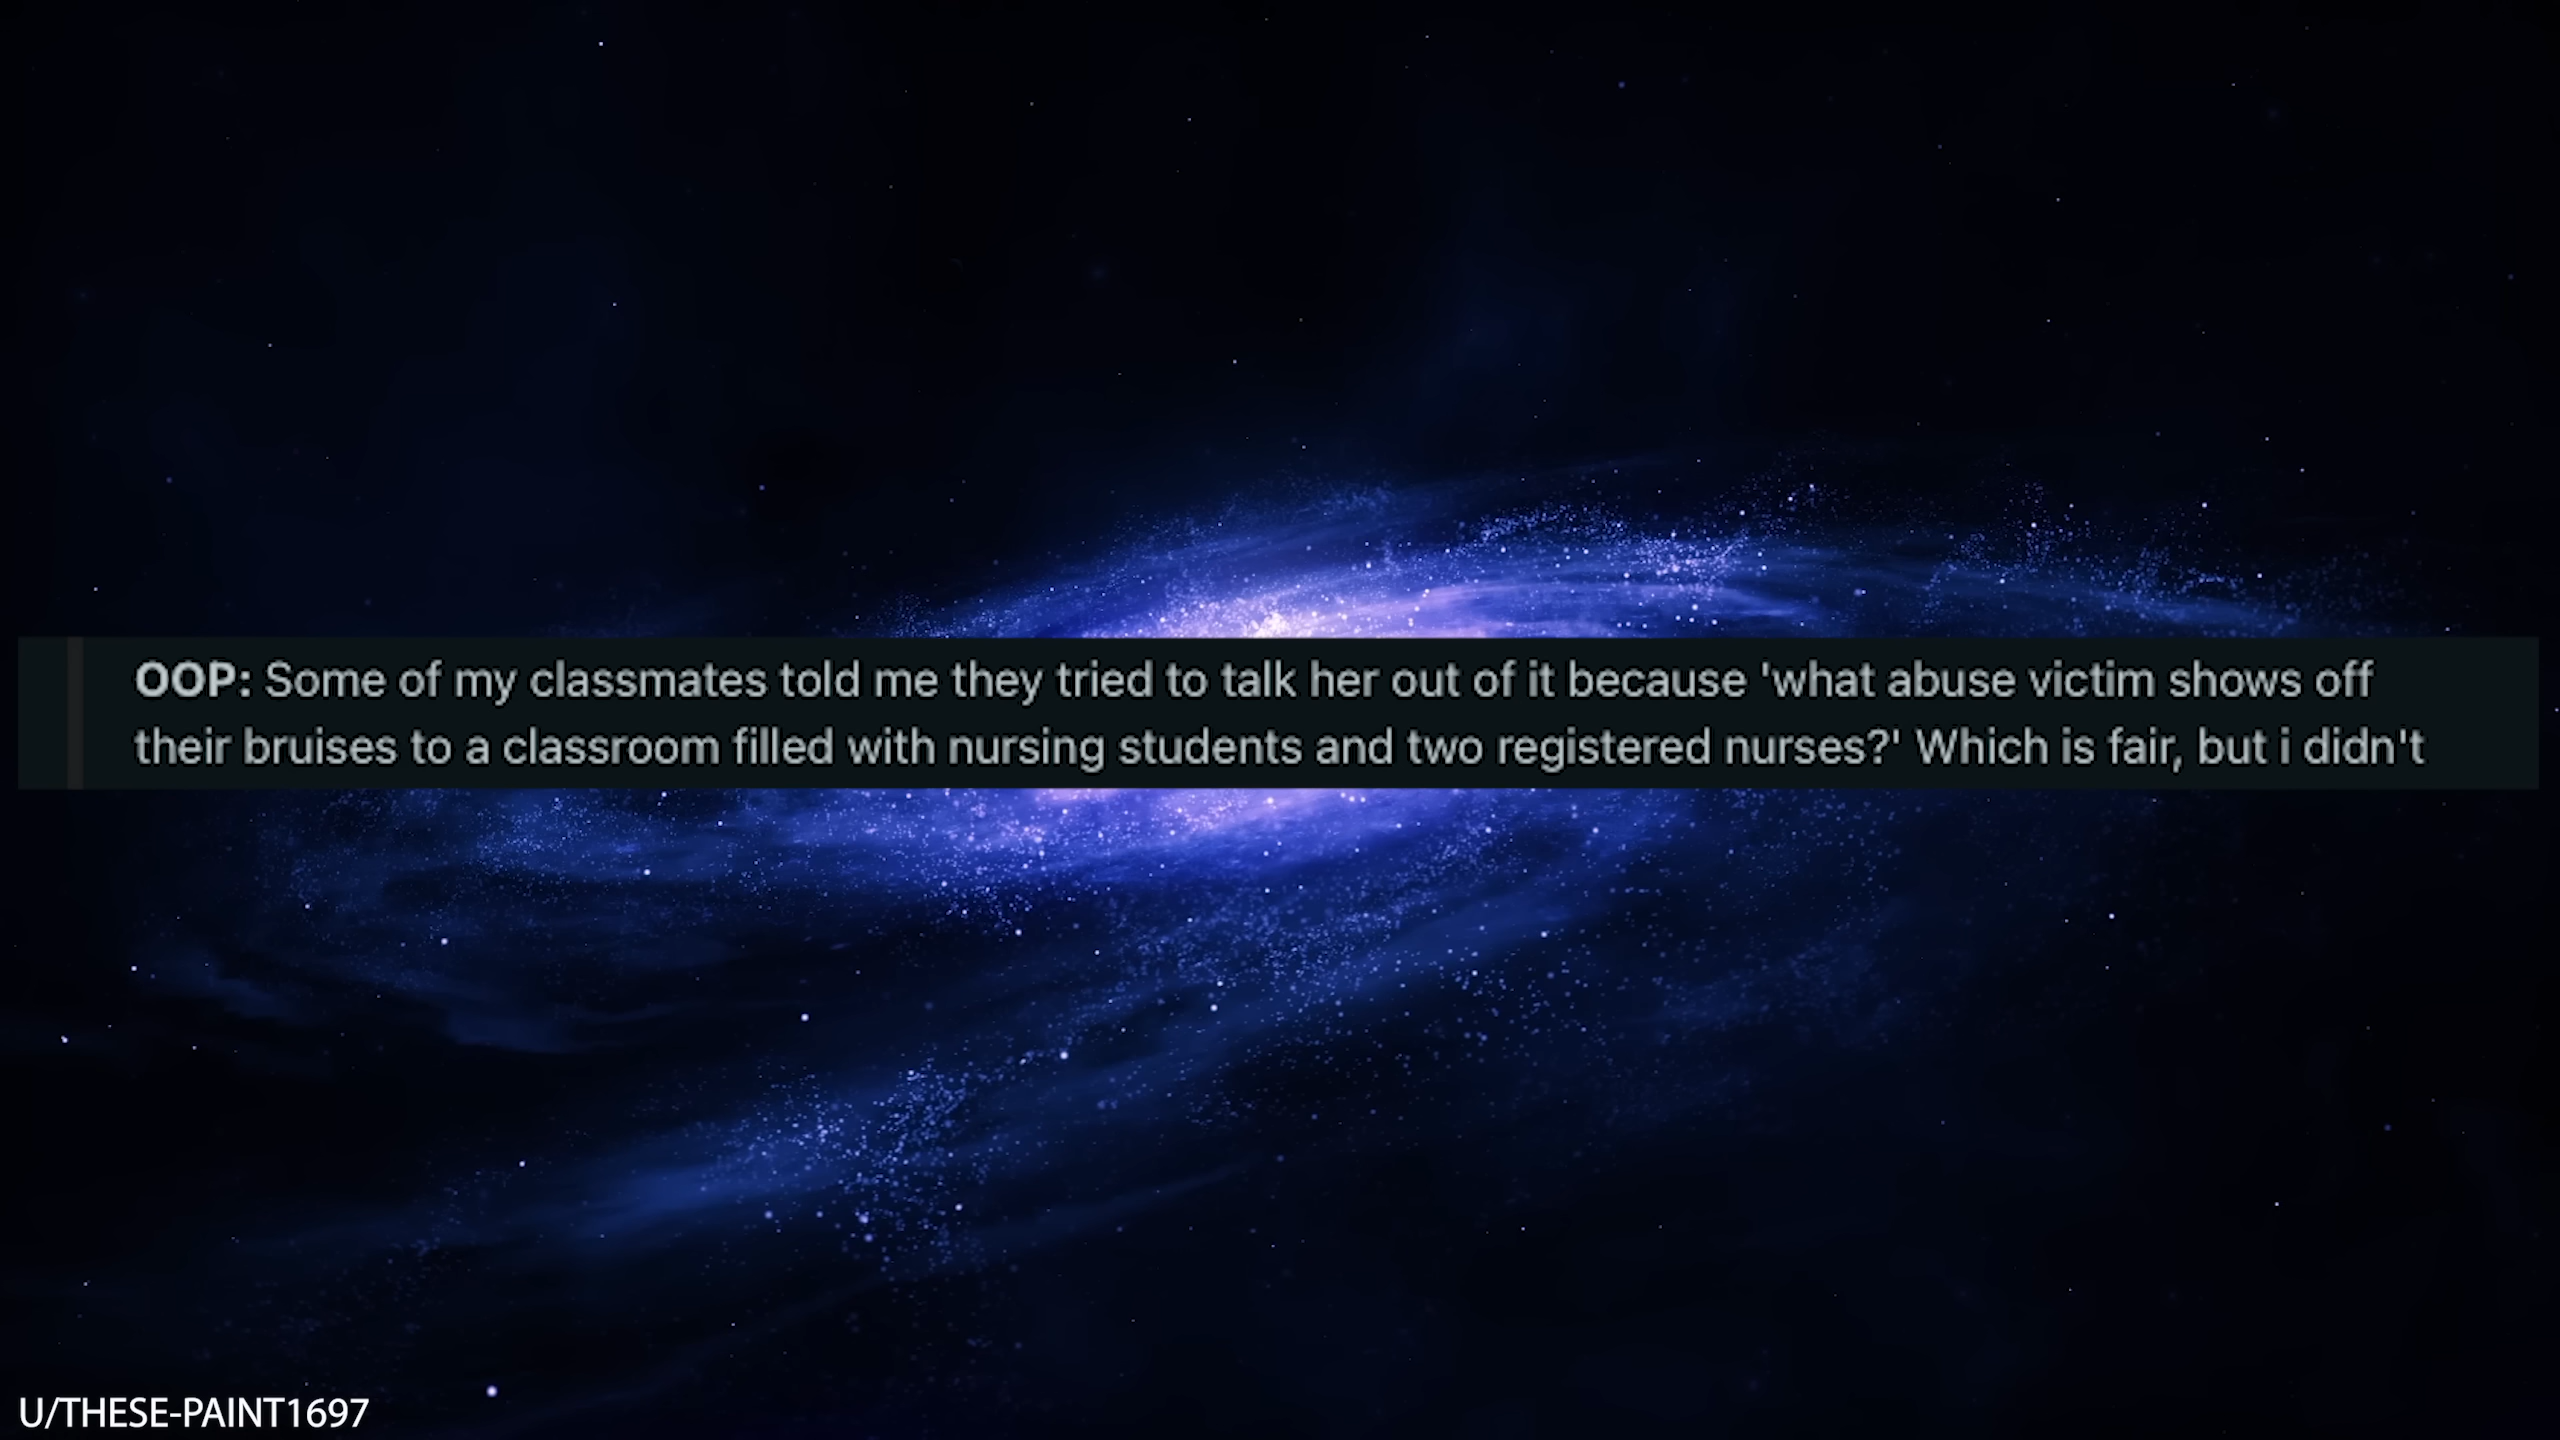 OOP: Some of my classmates told me they tried to talk her out of it because 'what abuse victim shows off
their bruises to a classroom filled with nursing students and two registered nurses?' Which is fair, but i didn't
U/THESE-PAINT1697